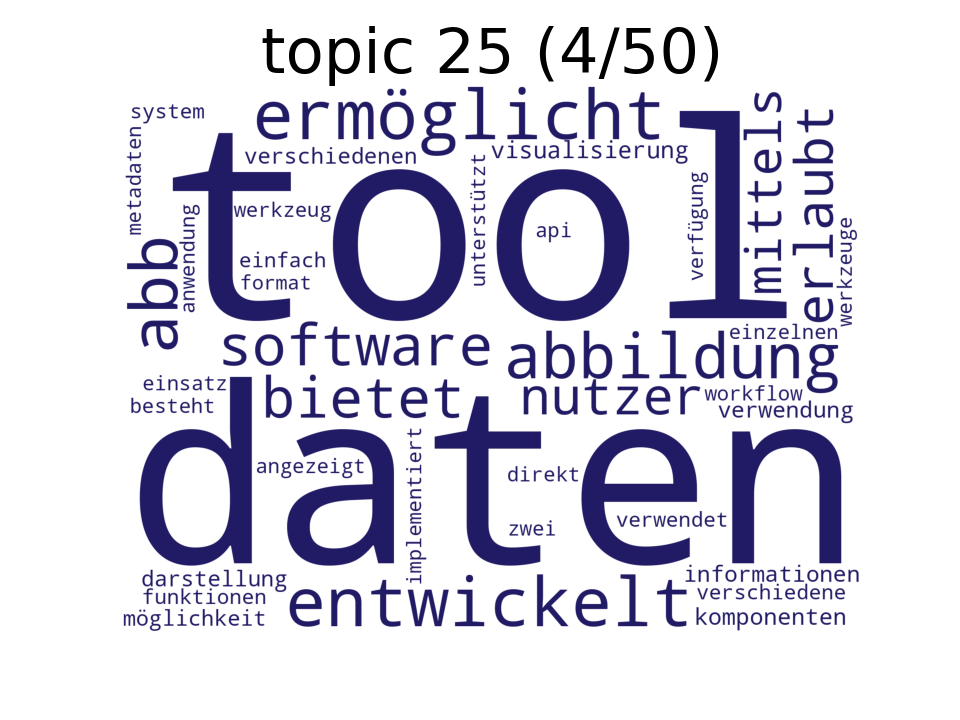 topic 25 (4/50)
system
ermöglicht
mittels
erlaubt
metadaten
tool
verschiedenen
visualisierung
unterstützt
verfügung
werkzeug
anwendung
api
werkzeuge
abb
einfach
format
software
abbildung
einzelnen
einsatz
besteht
bietet
nutzer
workflow
verwendung
daten
angezeigt
implementiert
direkt
zwei
verwendet
darstellung
funktionen
möglichkeit
entwickelt
informationen
verschiedene
komponenten